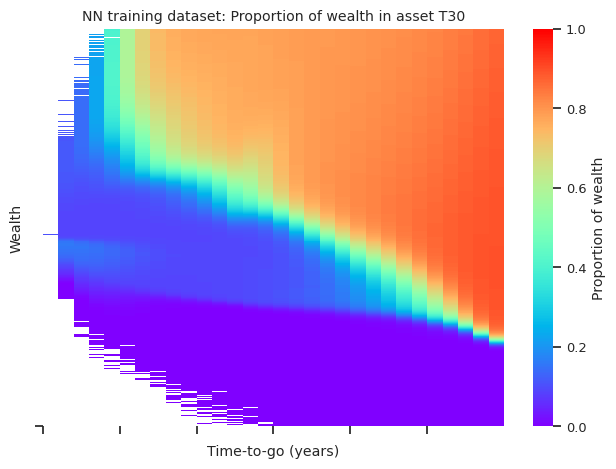 NN training dataset: Proportion of wealth in asset T30
Wealth
Time-to-go (years)
1.0
0.8
0.6
0.4
0.2
0.0
Proportion of wealth